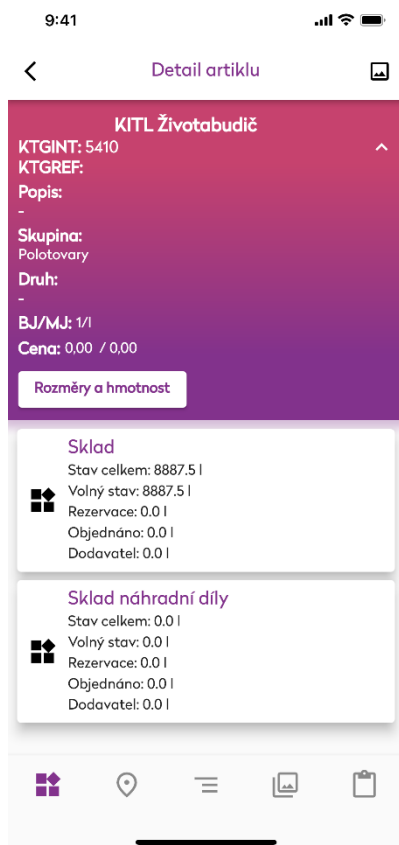 9:41
Detail artiklu
KITL Životabudič
KTGINT: 5410
KTGREF:
Popis:
-
Skupina:
Polotovary
Druh:
-
BJ/MJ: 1/l
Cena: 0,00 / 0,00
Rozměry a hmotnost
Sklad
Stav celkem: 8887.5 l
Volný stav: 8887.5 l
Rezervace: 0.0 l
Objednáno: 0.0 l
Dodavatel: 0.0 l
Sklad náhradní díly
Stav celkem: 0.0 l
Volný stav: 0.0 l
Rezervace: 0.0 l
Objednáno: 0.0 l
Dodavatel: 0.0 l